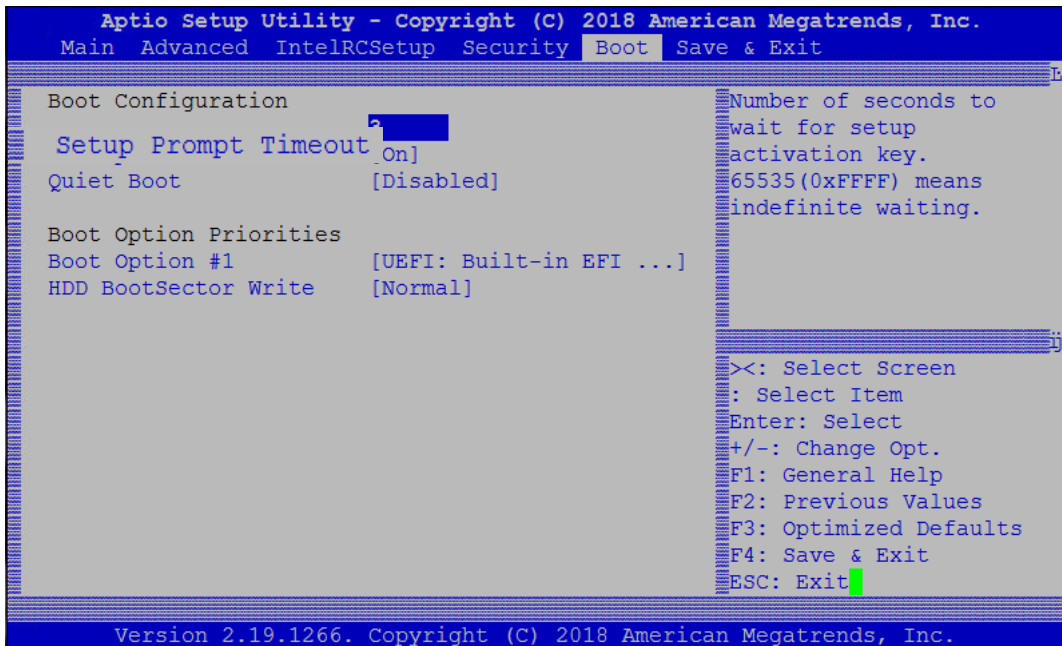 Aptio Setup Utility - Copyright (C) 2018 American Megatrends, Inc.
Main Advanced IntelRCSetup Security Boot Save & Exit
Boot Configuration
Setup Prompt Timeout
On]
Quiet Boot [Disabled]
Boot Option Priorities
Boot Option #1 [UEFI: Built-in EFI ...]
HDD BootSector Write [Normal]
Number of seconds to
wait for setup
activation key.
65535(0xFFFF) means
indefinite waiting.
><: Select Screen
: Select Item
Enter: Select
+/-: Change Opt.
F1: General Help
F2: Previous Values
F3: Optimized Defaults
F4: Save & Exit
ESC: Exit
Version 2.19.1266. Copyright (C) 2018 American Megatrends, Inc.